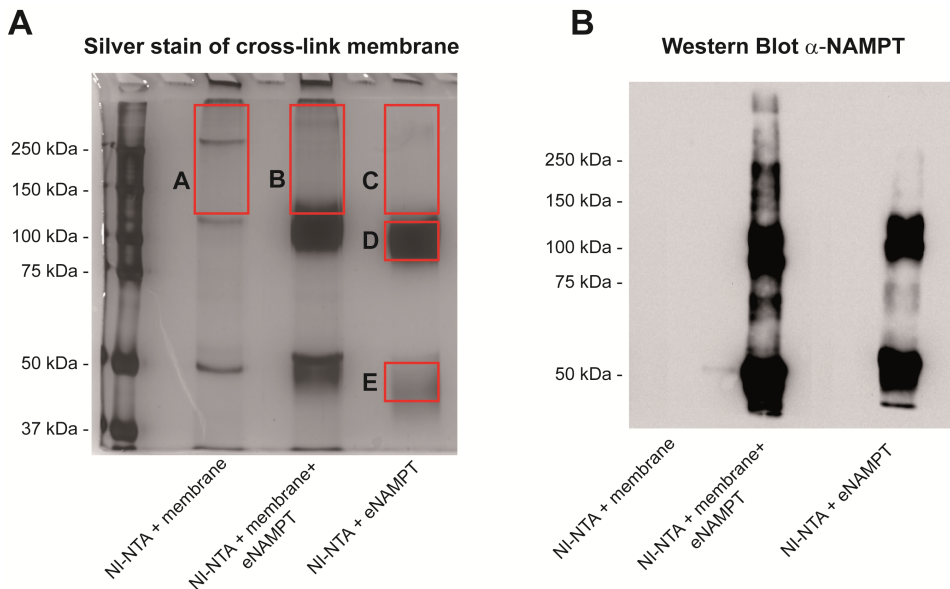 A
Silver stain of cross-link membrane
250 kDa -
150 kDa -
100 kDa -
75 kDa -
50 kDa -
37 kDa -
A
B
C
D
E
NI-NTA + membrane
NI-NTA + membrane+
eNAMPT
NI-NTA + eNAMPT
B
Western Blot α-NAMPT
250 kDa -
150 kDa -
100 kDa -
75 kDa -
50 kDa -
NI-NTA + membrane
NI-NTA + membrane+
eNAMPT
NI-NTA + eNAMPT